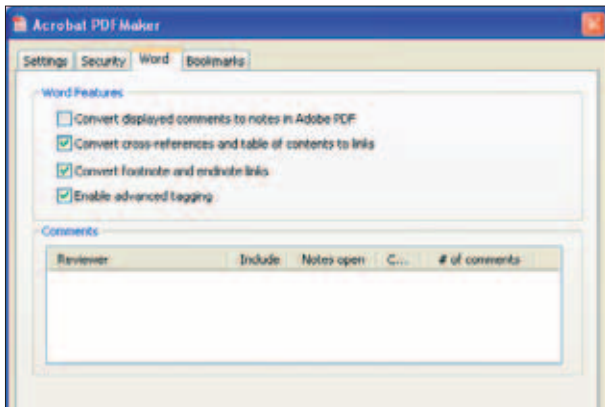 Acrobat PDFMaker
Settings Security Word Bookmarks
Word Features
Convert displayed comments to notes in Adobe PDF
Convert cross-references and table of contents to links
Convert footnote and endnote links
Enable advanced tagging
Comments
Reviewer Include Notes open C... # of comments